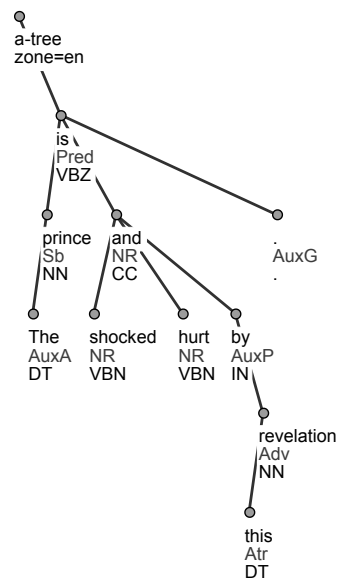 a-tree
zone=en
is
Pred
VBZ
prince
Sb
NN
and
NR
CC
.
AuxG
.
The
AuxA
DT
shocked
NR
VBN
hurt
NR
VBN
by
AuxP
IN
revelation
Adv
NN
this
Atr
DT